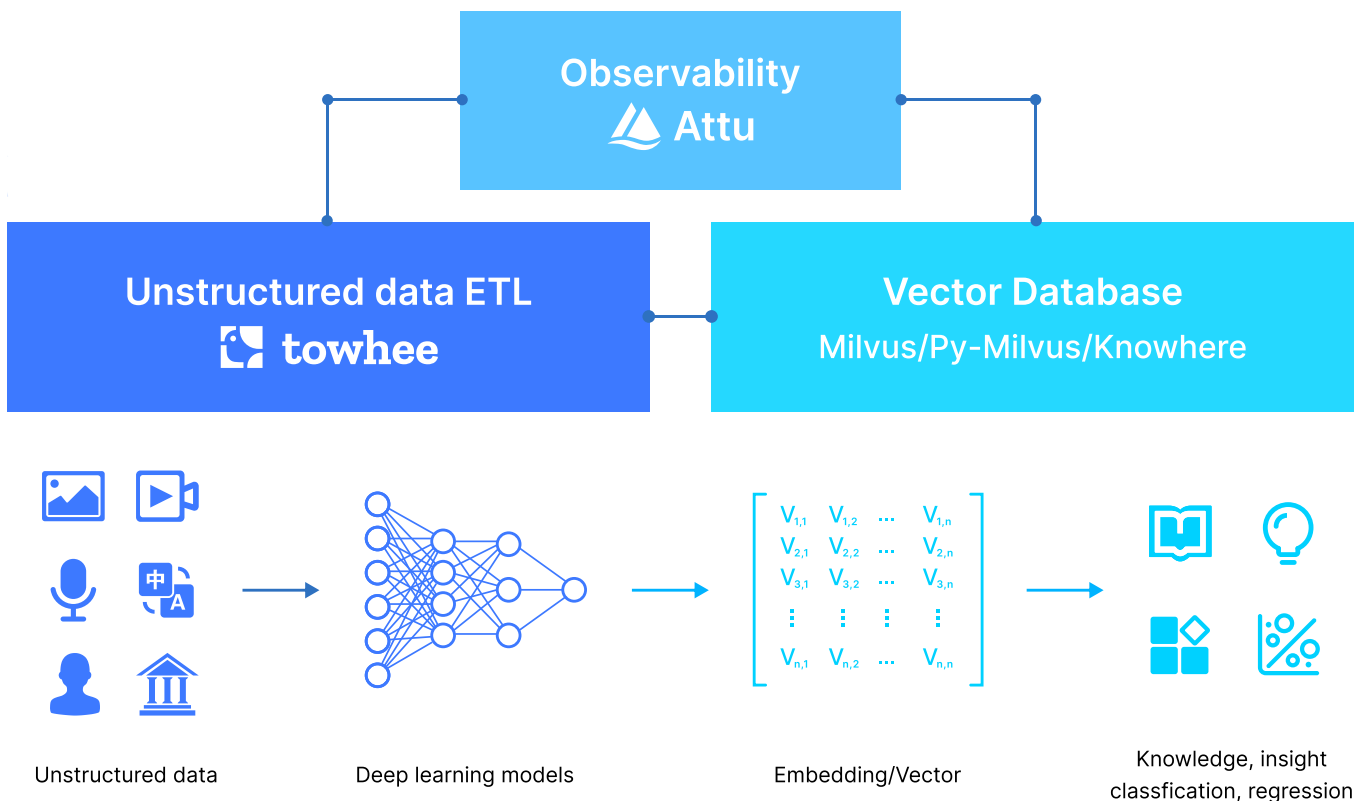 Observability
Attu
Unstructured data ETL
towhee
Vector Database
Milvus/Py-Milvus/Knowhere
中
A
V1,1 V1,2 ... V1,n
V2,1 V2,2 ... V2,n
V3,1 V3,2 ... V3,n
⋮ ⋮ ⋮ ⋮
Vn,1 Vn,2 ... Vn,n
Unstructured data
Deep learning models
Embedding/Vector
Knowledge, insight
classfication, regression